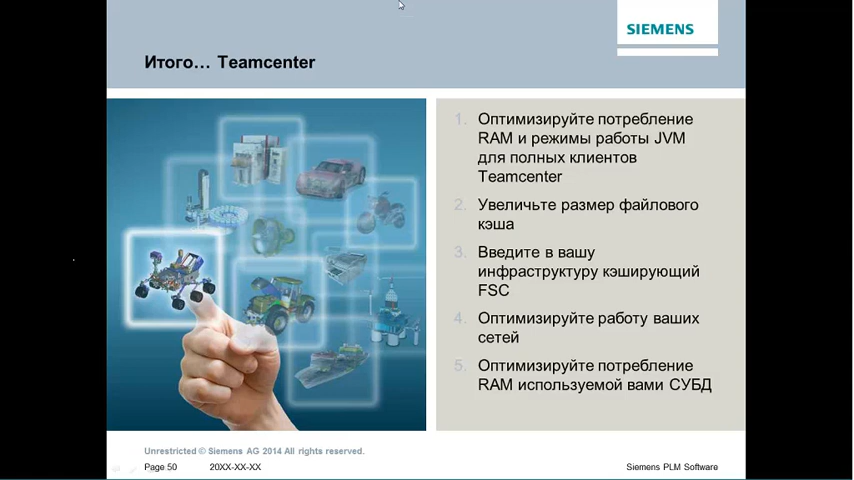 SIEMENS
Итого... Teamcenter
1. Оптимизируйте потребление
RAM и режимы работы JVM
для полных клиентов
Teamcenter
2. Увеличьте размер файлового
кэша
3. Введите в вашу
инфраструктуру кэширующий
FSC
4. Оптимизируйте работу ваших
сетей
5. Оптимизируйте потребление
RAM используемой вами СУБД
Unrestricted © Siemens AG 2014 All rights reserved.
Page 50 20XX-XX-XX Siemens PLM Software